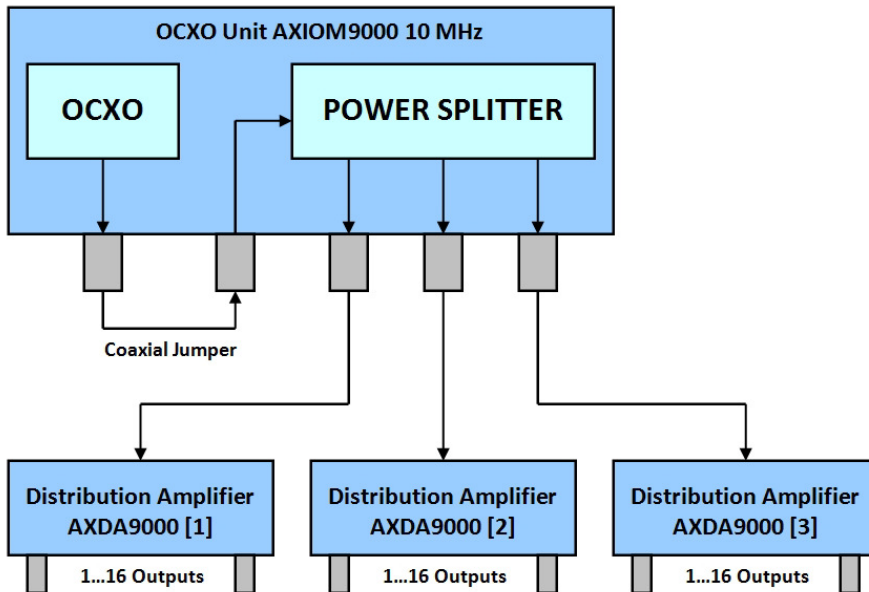 OCXO Unit AXIOM9000 10 MHz
OCXO
POWER SPLITTER
Coaxial Jumper
Distribution Amplifier
AXDA9000 [1]
1...16 Outputs
Distribution Amplifier
AXDA9000 [2]
1...16 Outputs
Distribution Amplifier
AXDA9000 [3]
1...16 Outputs